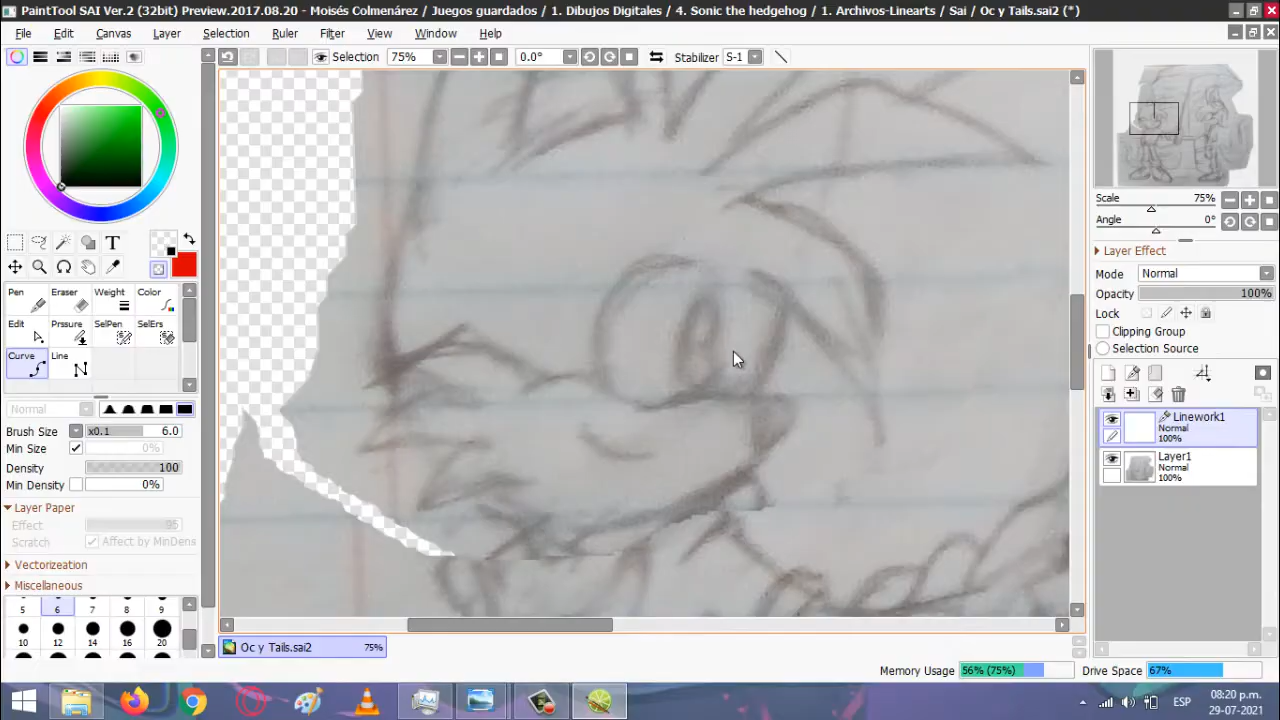 PaintTool SAI Ver.2 (32bit) Preview.2017.08.20 - Moisés Colmenárez / Juegos guardados / 1. Dibujos Digitales / 4. Sonic the hedgehog / 1. Archivos-Linearts / Sai / Oc y Tails.sai2 (*)
File Edit Canvas Layer Selection Ruler Filter View Window Help
Selection 75% 0.0° Stabilizer S-1
Scale 75%
Angle 0°
T
Pen Eraser Weight Color
Edit Prssure SelPen SelErs
Curve Line
Normal
Brush Size x0.1 6.0
Min Size 0%
Density 100
Min Density 0%
Layer Paper
Effect 95
Scratch Affect by MinDens
Vectorization
Miscellaneous
5 6 7 8 9
10 12 14 16 20
Layer Effect
Mode Normal
Opacity 100%
Lock
Clipping Group
Selection Source
Linework1
Normal
100%
Layer1
Normal
100%
Oc y Tails.sai2 75%
Memory Usage 56% (75%) Drive Space 67%
ESP
08:20 p.m.
29-07-2021